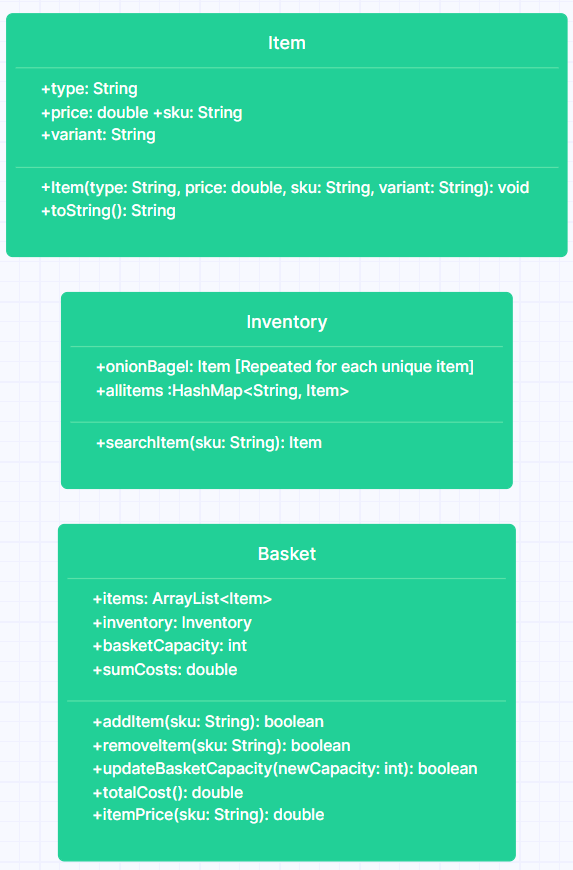 Item
+type: String
+price: double +sku: String
+variant: String
+Item(type: String, price: double, sku: String, variant: String): void
+toString(): String
Inventory
+onionBagel: Item [Repeated for each unique item]
+allitems :HashMap<String, Item>
+searchItem(sku: String): Item
Basket
+items: ArrayList<Item>
+inventory: Inventory
+basketCapacity: int
+sumCosts: double
+addItem(sku: String): boolean
+removeItem(sku: String): boolean
+updateBasketCapacity(newCapacity: int): boolean
+totalCost(): double
+itemPrice(sku: String): double